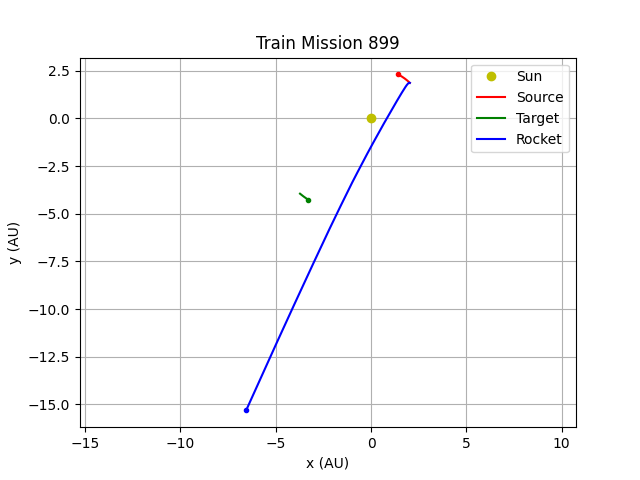 Train Mission 899
Sun
Source
Target
Rocket
y (AU)
2.5
0.0
−2.5
−5.0
−7.5
−10.0
−12.5
−15.0
−15
−10
−5
0
5
10
x (AU)